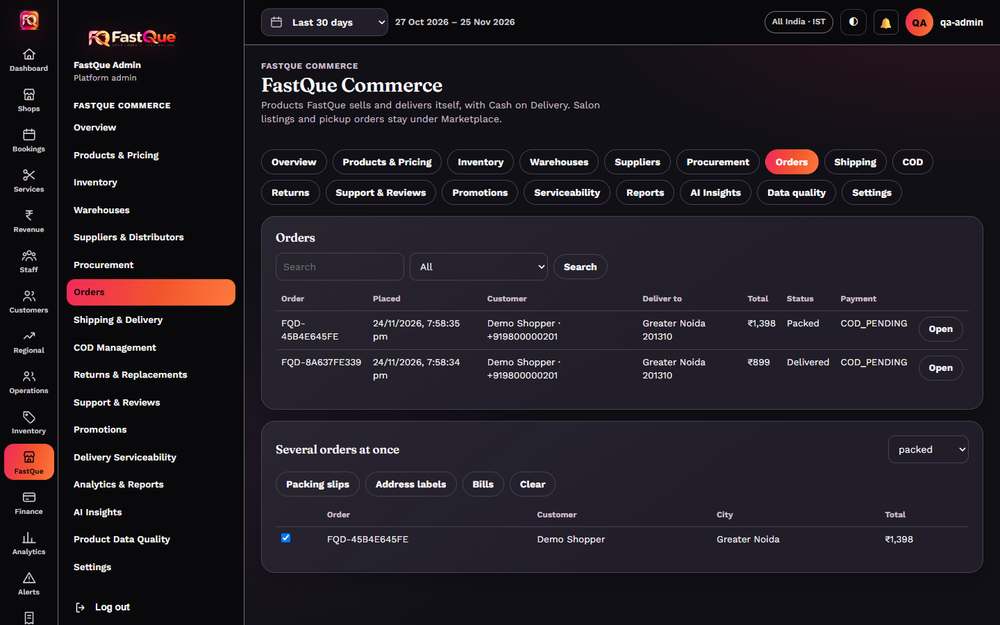 Dashboard
Shops
Bookings
Services
Revenue
Staff
Customers
Regional
Operations
Inventory
FastQue
Finance
Analytics
Alerts
FastQue
FastQue Admin
Platform admin
FASTQUE COMMERCE
Overview
Products & Pricing
Inventory
Warehouses
Suppliers & Distributors
Procurement
Orders
Shipping & Delivery
COD Management
Returns & Replacements
Support & Reviews
Promotions
Delivery Serviceability
Analytics & Reports
AI Insights
Product Data Quality
Settings
Log out
Last 30 days 27 Oct 2026 – 25 Nov 2026 All India · IST QA qa-admin
FASTQUE COMMERCE
FastQue Commerce
Products FastQue sells and delivers itself, with Cash on Delivery. Salon
listings and pickup orders stay under Marketplace.
Overview Products & Pricing Inventory Warehouses Suppliers Procurement Orders Shipping COD
Returns Support & Reviews Promotions Serviceability Reports AI Insights Data quality Settings
Orders
Search All Search
Order Placed Customer Deliver to Total Status Payment
FQD- 24/11/2026, 7:58:35 Demo Shopper · Greater Noida ₹1,398 Packed COD_PENDING Open
45B4E645FE pm +919800000201 201310
FQD-8A637FE339 24/11/2026, 7:58:34 Demo Shopper · Greater Noida ₹899 Delivered COD_PENDING Open
pm +919800000201 201310
Several orders at once packed
Packing slips Address labels Bills Clear
Order Customer City Total
FQD-45B4E645FE Demo Shopper Greater Noida ₹1,398